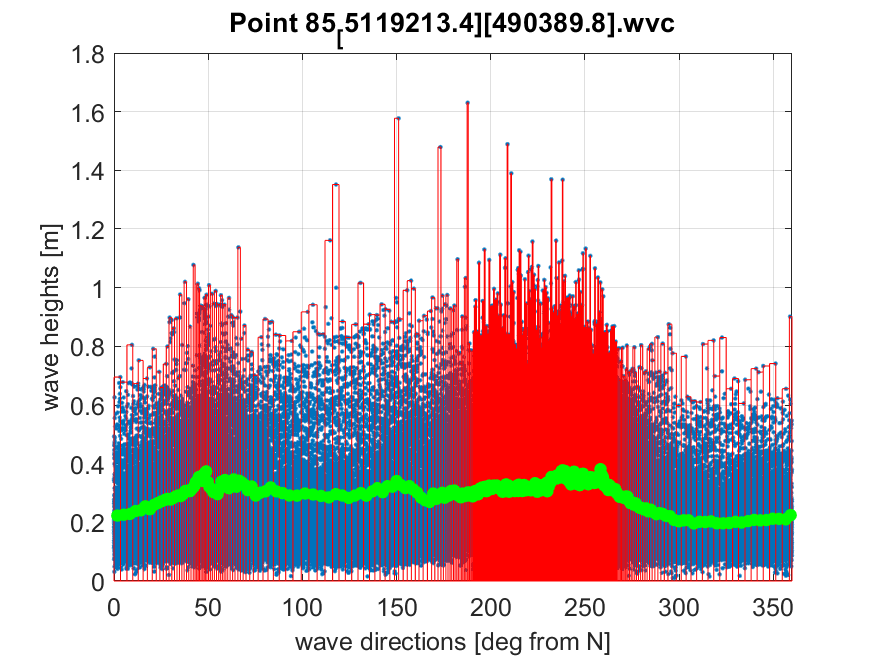 Point 85[5119213.4][490389.8].wvc
wave heights [m]
1.8
1.6
1.4
1.2
1
0.8
0.6
0.4
0.2
0
0 50 100 150 200 250 300 350
wave directions [deg from N]